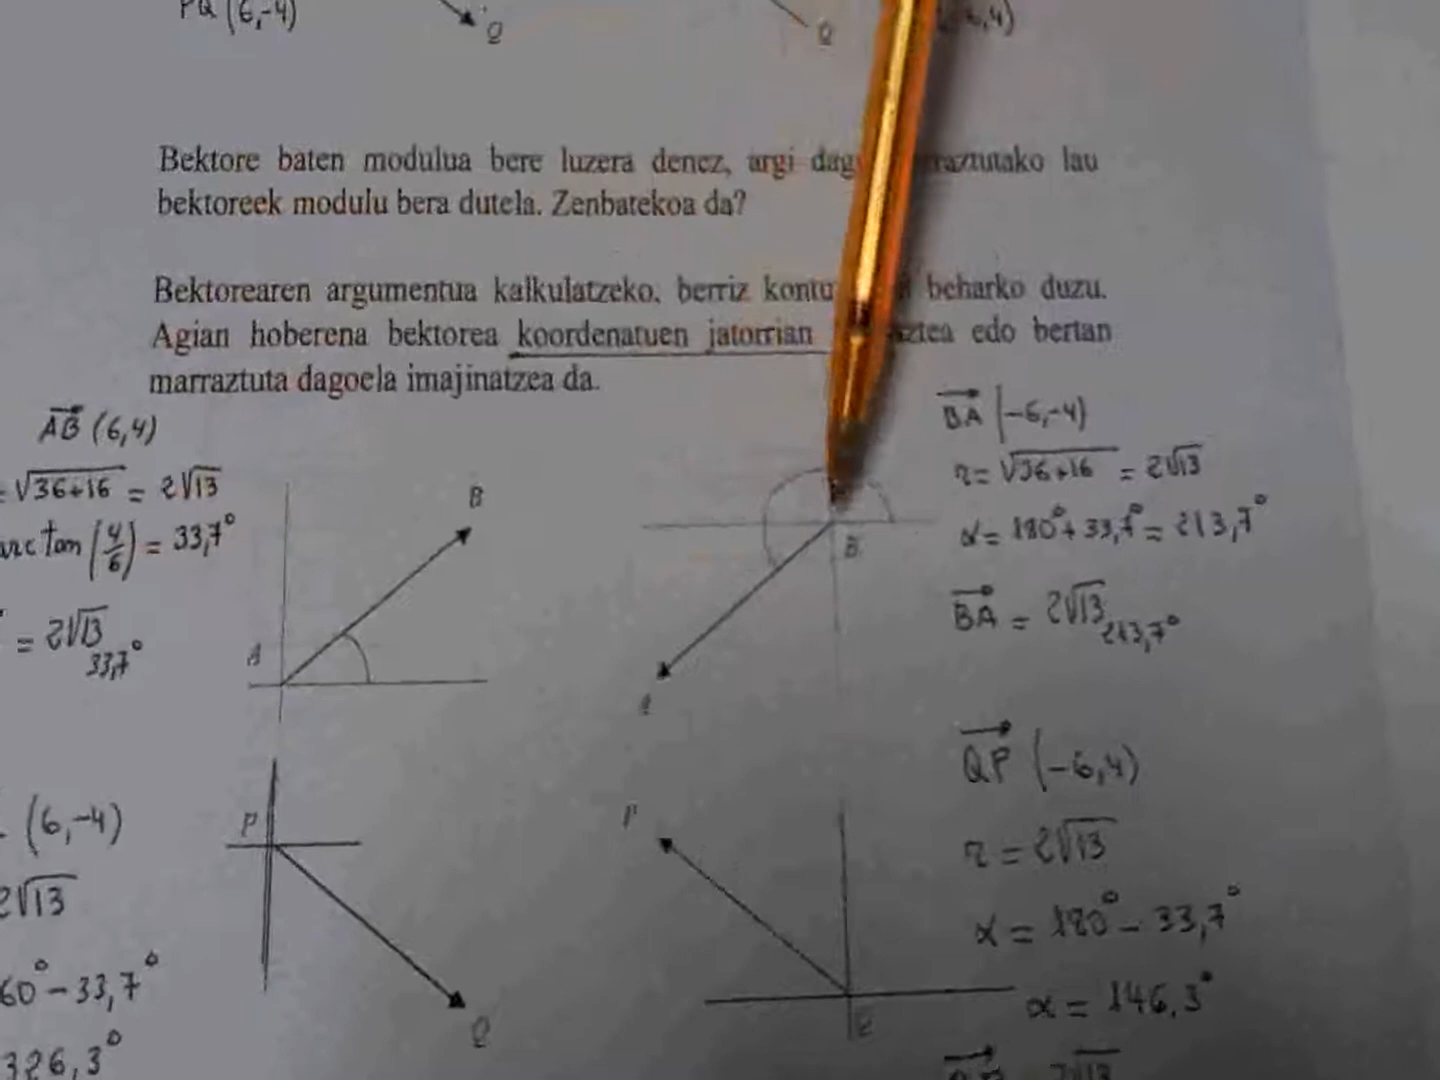 PQ (6,-4)
Q
Q
,4)
Bektore baten modulua bere luzera denez, argi lau
bektoreek modulu bera dutela. Zenbatekoa da?
Bektorearen argumentua kalkulatzeko, berriz beharko duzu.
Agian hoberena bektorea koordenatuen jatorrian edo bertan
marraztuta dagoela imajinatzea da.
AB (6,4)
= √36+16 = 2√13
arc tan (4/6) = 33,7°
= 2√13 33,7°
A
B
BA (-6,-4)
r = √36+16 = 2√13
α = 180° + 33,7° = 213,7°
BA = 2√13 213,7°
B
A
(6,-4)
2√13
60° - 33,7°
326,3°
P
Q
QP (-6,4)
r = 2√13
α = 180° - 33,7°
α = 146,3°
P